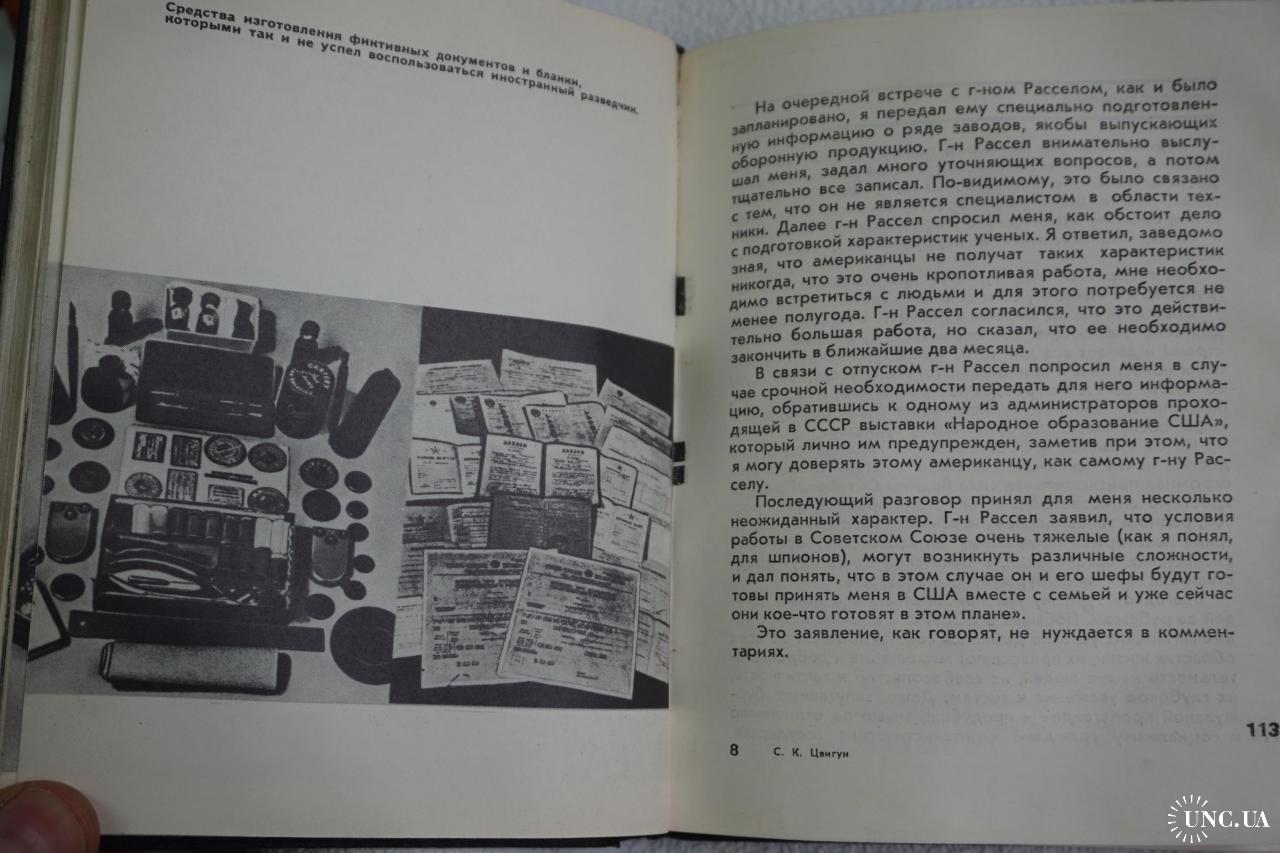 Средства изготовления фиктивных документов и бланки,
которыми так и не успел воспользоваться иностранный разведчик.
На очередной встрече с г-ном Расселом, как и было
запланировано, я передал ему специально подготовлен-
ную информацию о ряде заводов, якобы выпускающих
оборонную продукцию. Г-н Рассел внимательно выслу-
шал меня, задал много уточняющих вопросов, а потом
тщательно все записал. По-видимому, это было связано
с тем, что он не является специалистом в области тех-
ники. Далее г-н Рассел спросил меня, как обстоит дело
с подготовкой характеристик ученых. Я ответил, заведомо
зная, что американцы не получат таких характеристик
никогда, что это очень кропотливая работа, мне необхо-
димо встретиться с людьми и для этого потребуется не
менее полугода. Г-н Рассел согласился, что это действи-
тельно большая работа, но сказал, что ее необходимо
закончить в ближайшие два месяца.
В связи с отпуском г-н Рассел попросил меня в слу-
чае срочной необходимости передать для него информа-
цию, обратившись к одному из администраторов прохо-
дящей в СССР выставки «Народное образование США»,
который лично им предупрежден, заметив при этом, что
я могу доверять этому американцу, как самому г-ну Рас-
селу.
Последующий разговор принял для меня несколько
неожиданный характер. Г-н Рассел заявил, что условия
работы в Советском Союзе очень тяжелые (как я понял,
для шпионов), могут возникнуть различные сложности,
и дал понять, что в этом случае он и его шефы будут го-
товы принять меня в США вместе с семьей и уже сейчас
они кое-что готовят в этом плане».
Это заявление, как говорят, не нуждается в коммен-
тариях.
8 С. К. Цвигун
113
UNC.UA